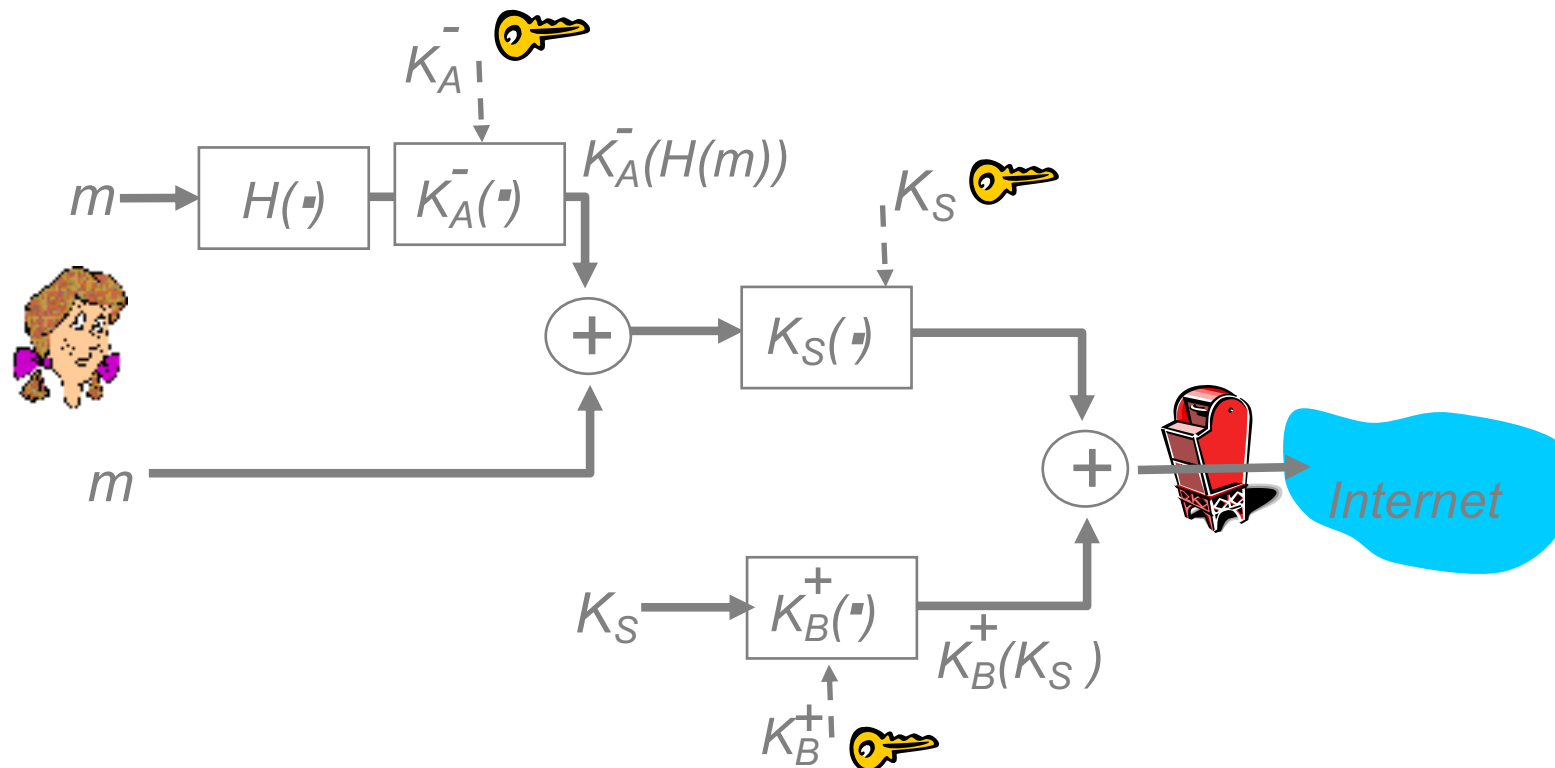 K_A^-
K_A^-(H(m))
m
H(·)
K_A^-(·)
K_S
+
K_S(·)
m
+
Internet
K_S
K_B^+(·)
K_B^+(K_S )
K_B^+